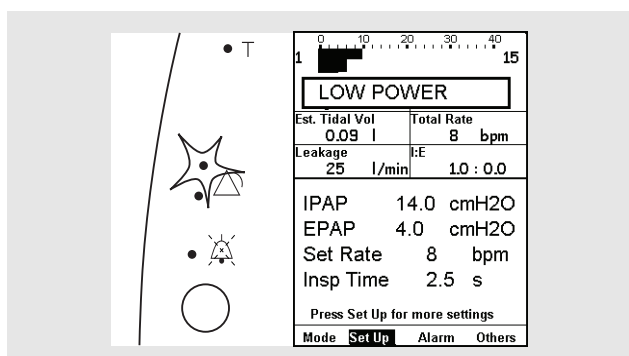 T
0 10 20 30 40
1 15
LOW POWER
Est. Tidal Vol Total Rate
0.09 l 8 bpm
Leakage I:E
25 l/min 1.0 : 0.0
IPAP 14.0 cmH2O
EPAP 4.0 cmH2O
Set Rate 8 bpm
Insp Time 2.5 s
Press Set Up for more settings
Mode Set Up Alarm Others